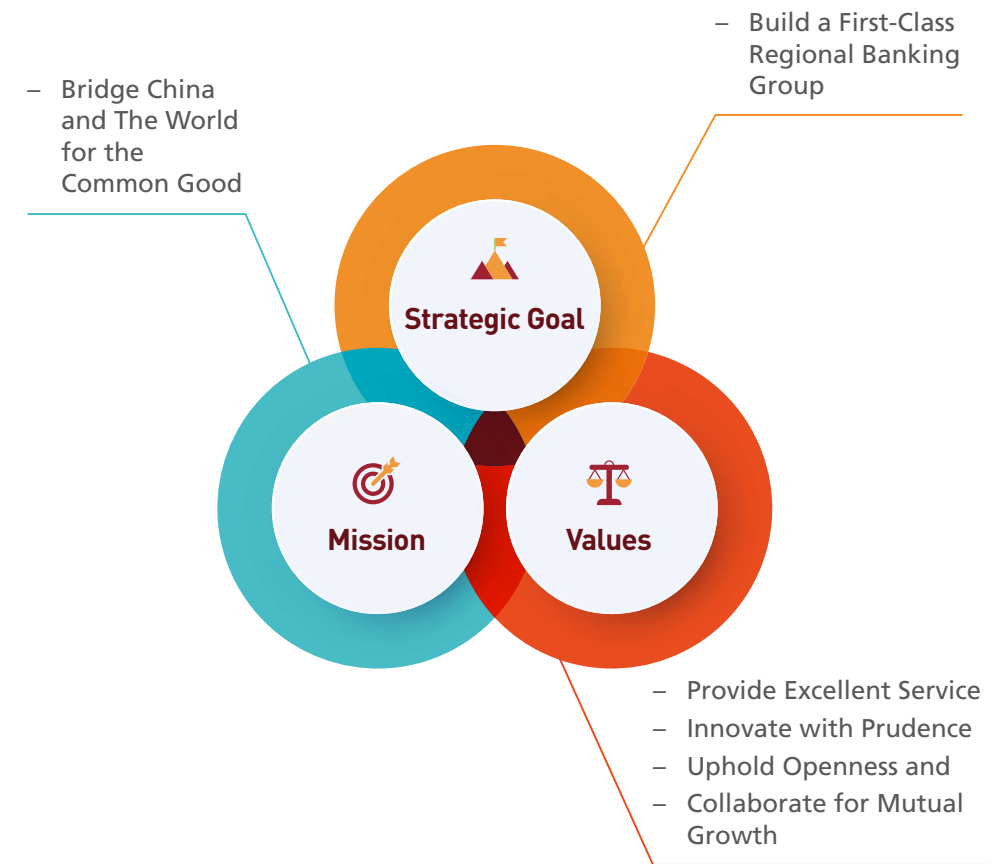 – Build a First-Class
Regional Banking
Group
– Bridge China
and The World
for the
Common Good
Strategic Goal
Mission
Values
– Provide Excellent Service
– Innovate with Prudence
– Uphold Openness and
– Collaborate for Mutual
Growth